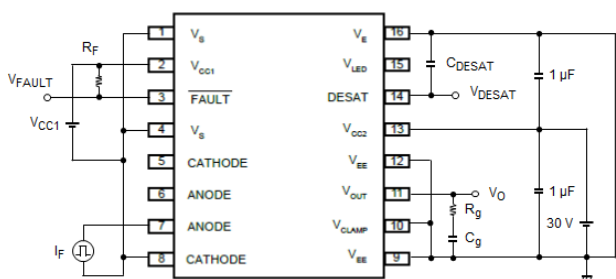 1 V_S V_E 16
R_F
2 V_CC1 V_LED 15
C_DESAT
1 µF
V_FAULT
3 FAULT DESAT 14 V_DESAT
V_CC1
4 V_S V_CC2 13
5 CATHODE V_EE 12
6 ANODE V_OUT 11 V_O
1 µF
R_g
30 V
7 ANODE V_CLAMP 10
I_F
C_g
8 CATHODE V_EE 9